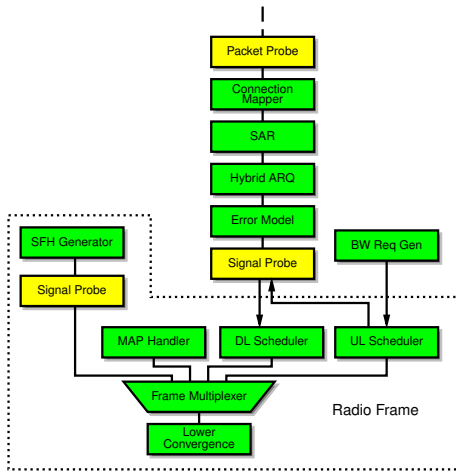 Packet Probe
Connection
Mapper
SAR
Hybrid ARQ
Error Model
SFH Generator
BW Req Gen
Signal Probe
Signal Probe
MAP Handler
DL Scheduler
UL Scheduler
Frame Multiplexer
Radio Frame
Lower
Convergence